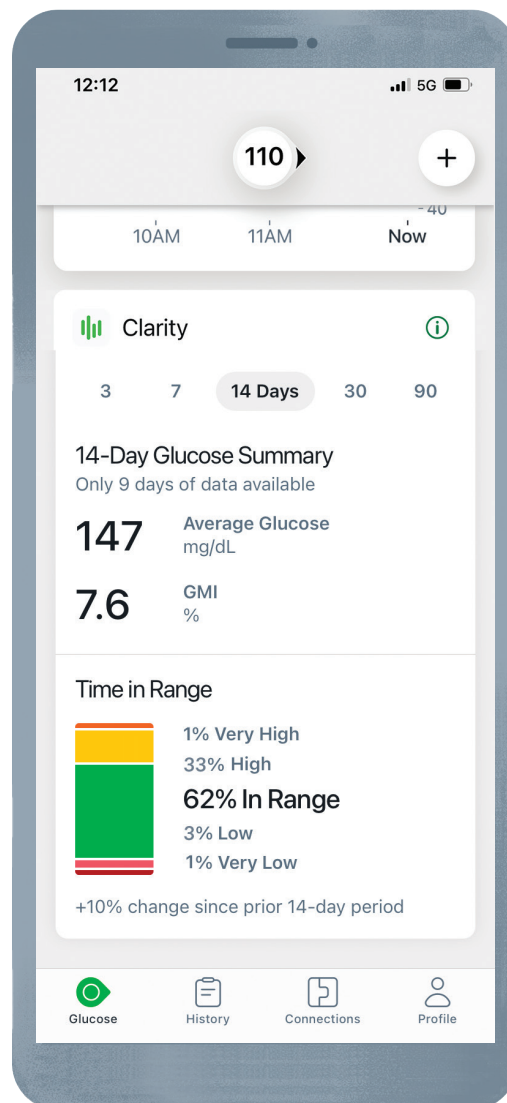 12:12
5G
110
+
- 40
10AM 11AM Now
Clarity
3 7 14 Days 30 90
14-Day Glucose Summary
Only 9 days of data available
147 Average Glucose
mg/dL
7.6 GMI
%
Time in Range
1% Very High
33% High
62% In Range
3% Low
1% Very Low
+10% change since prior 14-day period
Glucose History Connections Profile